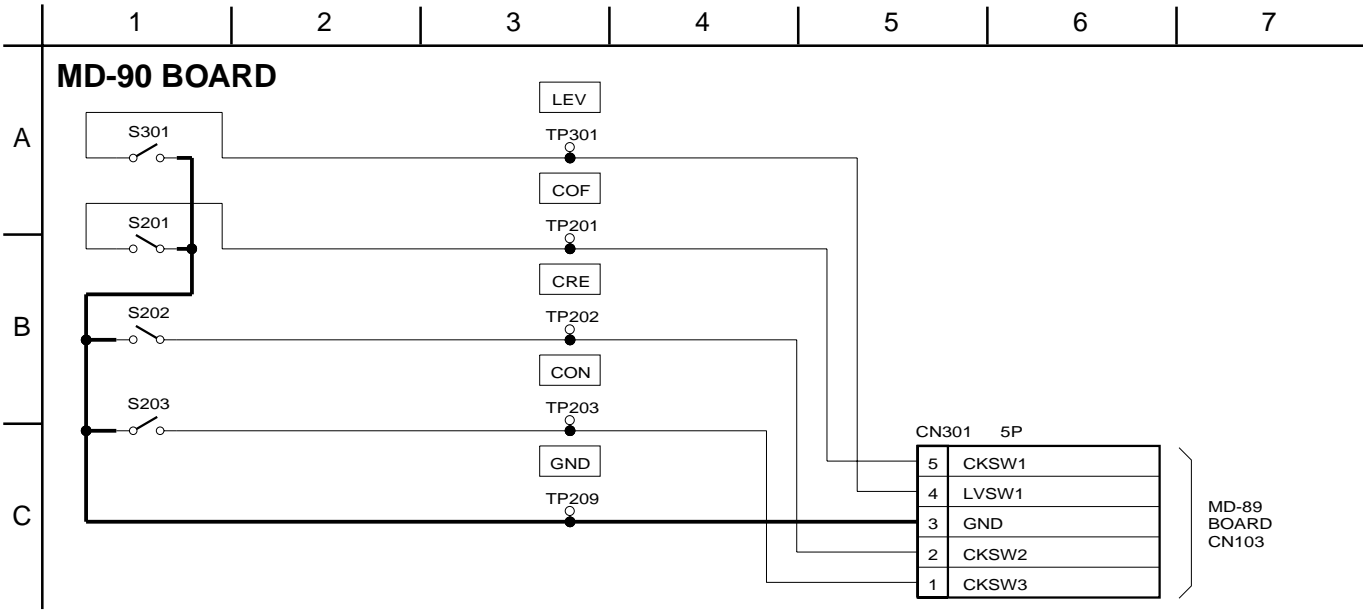 1 2 3 4 5 6 7
MD-90 BOARD
LEV
A
S301
TP301
COF
S201
TP201
CRE
B
S202
TP202
CON
S203
TP203
CN301 5P
GND
5 CKSW1
TP209
4 LVSW1
C
3 GND
MD-89
BOARD
CN103
2 CKSW2
1 CKSW3